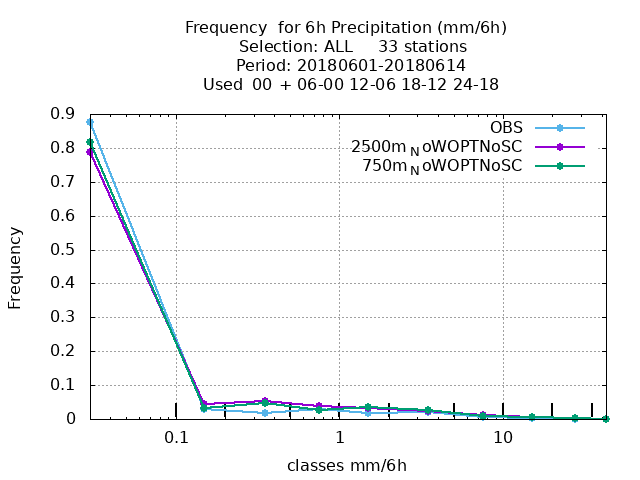 Frequency  for 6h Precipitation (mm/6h)
Selection: ALL     33 stations
Period: 20180601-20180614
Used  00  + 06-00 12-06 18-12 24-18
OBS
2500m_NoWOPTNoSC
750m_NoWOPTNoSC
0.9
0.8
0.7
0.6
0.5
0.4
0.3
0.2
0.1
0
Frequency
0.1 1 10
classes mm/6h